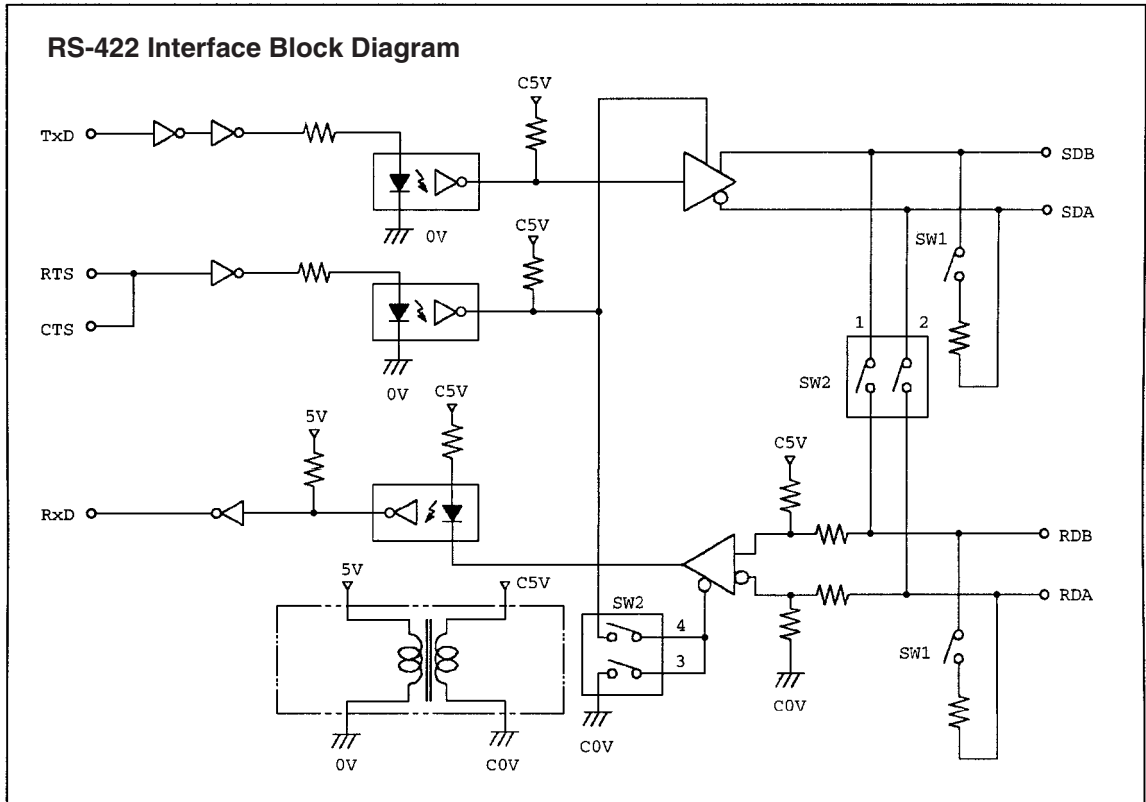 RS-422 Interface Block Diagram
C5V
TxD
SDB
0V
SDA
C5V
SW1
RTS
CTS
1 2
0V
SW2
C5V
5V
C5V
RxD
RDB
5V
C5V
RDA
SW2
4
SW1
3
C0V
0V
C0V
C0V